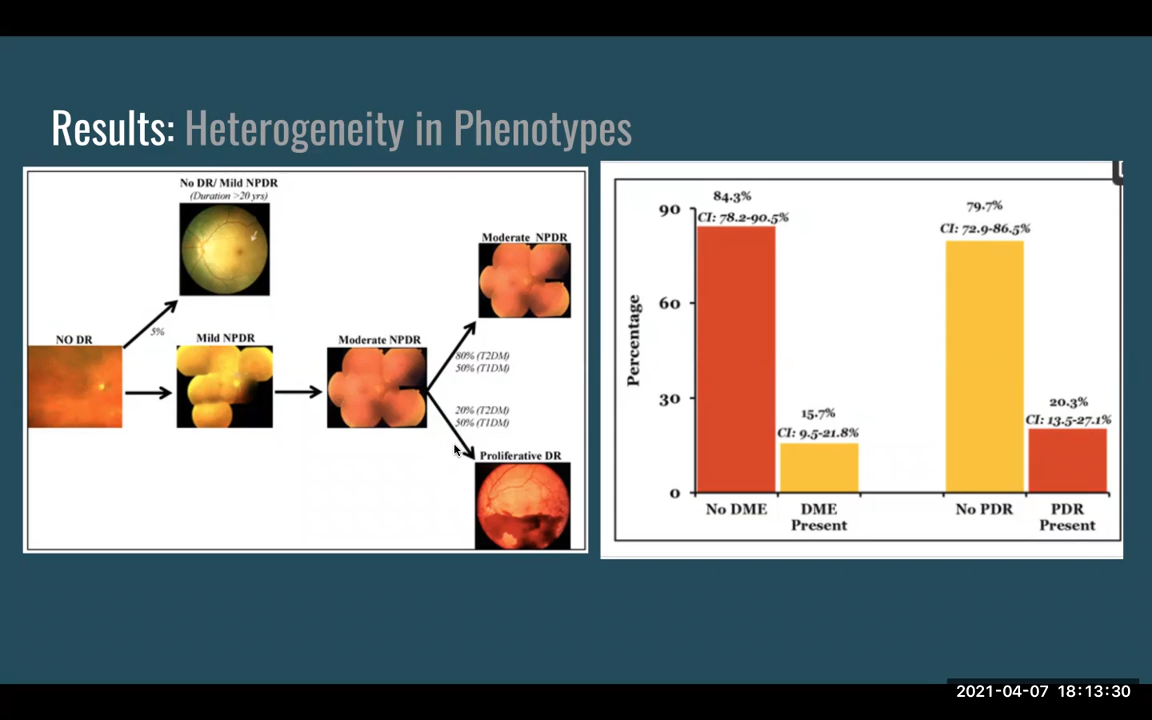 Results: Heterogeneity in Phenotypes
No DR/ Mild NPDR
(Duration >20 yrs)
5%
NO DR
Mild NPDR
Moderate NPDR
Moderate NPDR
80% (T2DM)
50% (T1DM)
20% (T2DM)
50% (T1DM)
Proliferative DR
Percentage
90
60
30
0
84.3%
CI: 78.2-90.5%
15.7%
CI: 9.5-21.8%
79.7%
CI: 72.9-86.5%
20.3%
CI: 13.5-27.1%
No DME
DME
Present
No PDR
PDR
Present
2021-04-07 18:13:30